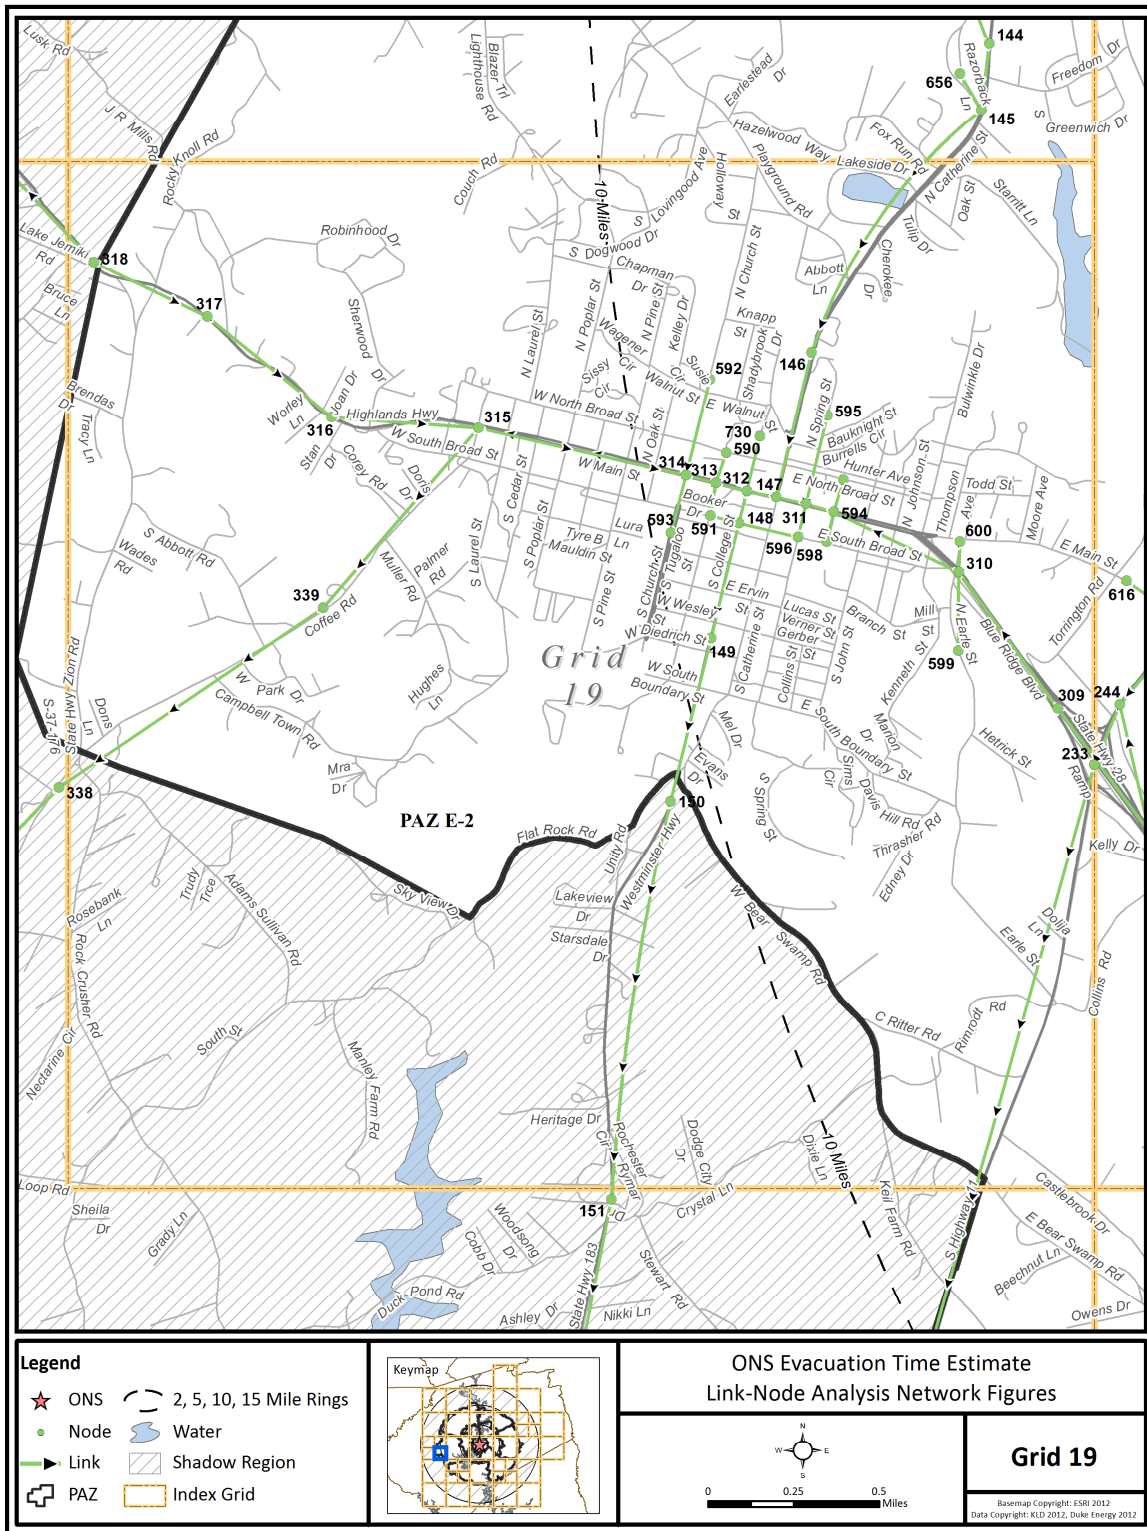 Lusk Rd
J R Mills Rd
Rocky Knoll Rd
Lighthouse Rd
Blazer Trl
Couch Rd
Earlestead Dr
Razorback Ln
144
656
145
Freedom Dr
S Greenwich Dr
Hazelwood Way
Fox Run Rd
Lakeside Dr
N Catherine St
Playground Rd
Holloway St
S Lovingood Ave
10 Miles
Oak St
Starritt Ln
Tulip Dr
Lake Jemiki Rd
318
Bruce Ln
317
Robinhood Dr
S Dogwood Dr
Chapman Dr
N Church St
Abbott Ln
Cherokee Dr
Sherwood Dr
N Laurel St
N Poplar St
N Pine St
Kelley Dr
Wagener Cir
Knapp St
Shadybrook Dr
146
Susie Cir
592
Sissy Cir
Walnut St
E Walnut St
Bulwinkle Dr
Brendas Dr
Tracy Ln
Worley Ln
Joan Dr
316
Highlands Hwy
315
W North Broad St
W South Broad St
N Oak St
N Spring St
595
Bauknight St
Burrells Cir
730
590
Stan Dr
Corey Rd
Doris Dr
W Main St
314
313
312
147
311
Hunter Ave
E North Broad St
594
N Johnson St
Thompson Ave
Todd St
Moore Ave
S Cedar St
S Poplar St
Booker Dr
593
591
148
Lura Ln
Tyre B Mauldin St
596
598
E South Broad St
600
310
E Main St
616
S Abbott Rd
Wades Rd
Muller Rd
Palmer Rd
S Laurel St
S Pine St
S Church St
S Tugaloo St
S College St
339
Coffee Rd
E Ervin St
W Wesley St
W Diedrich St
149
Lucas St
Verner St
Gerber St
Branch St
Mill St
Torrington Rd
N Earle St
599
Blue Ridge Blvd
S Catherine St
Collins St
S John St
Kenneth St
Grid
19
State Hwy Zion Rd
W Park Dr
Campbell Town Rd
Hughes Ln
W South Boundary St
309
244
S-37-176
Dons Ln
Mel Dr
E South Boundary St
Marion Dr
Hetrick St
State Hwy 28
233
Ramp
338
Mra Dr
Evans Dr
150
S Spring St
Sims Cir
Davis Hill Rd
Thrasher Rd
Edney Dr
Kelly Dr
PAZ E-2
Flat Rock Rd
Unity Rd
Westminster Hwy
Sky View Dr
Trudy Trce
Rosebank Ln
Adams Sullivan Rd
Lakeview Dr
Starsdale Dr
W Bear Swamp Rd
Dolija Ln
Earle St
Collins Rd
Rock Crusher Rd
Nectarine Cir
South St
Manley Farm Rd
C Ritter Rd
Rimrodt Rd
Heritage Dr
Rochester Cir
Rymar Dr
Dodge City Dr
Dixie Ln
10 Miles
Loop Rd
Sheila Dr
Grady Ln
151
Crystal Ln
Keil Farm Rd
S Highway 11
Castlebrook Dr
E Bear Swamp Rd
Beechnut Ln
Owens Dr
Cobb Dr
Woodsong Dr
Duck Pond Rd
State Hwy 183
Stewart Rd
Ashley Dr
Nikki Ln
Legend
ONS
2, 5, 10, 15 Mile Rings
Node
Water
Link
Shadow Region
PAZ
Index Grid
Keymap
ONS Evacuation Time Estimate
Link-Node Analysis Network Figures
N
W
E
S
0
0.25
0.5
Miles
Grid 19
Basemap Copyright: ESRI 2012
Data Copyright: KLD 2012, Duke Energy 2012